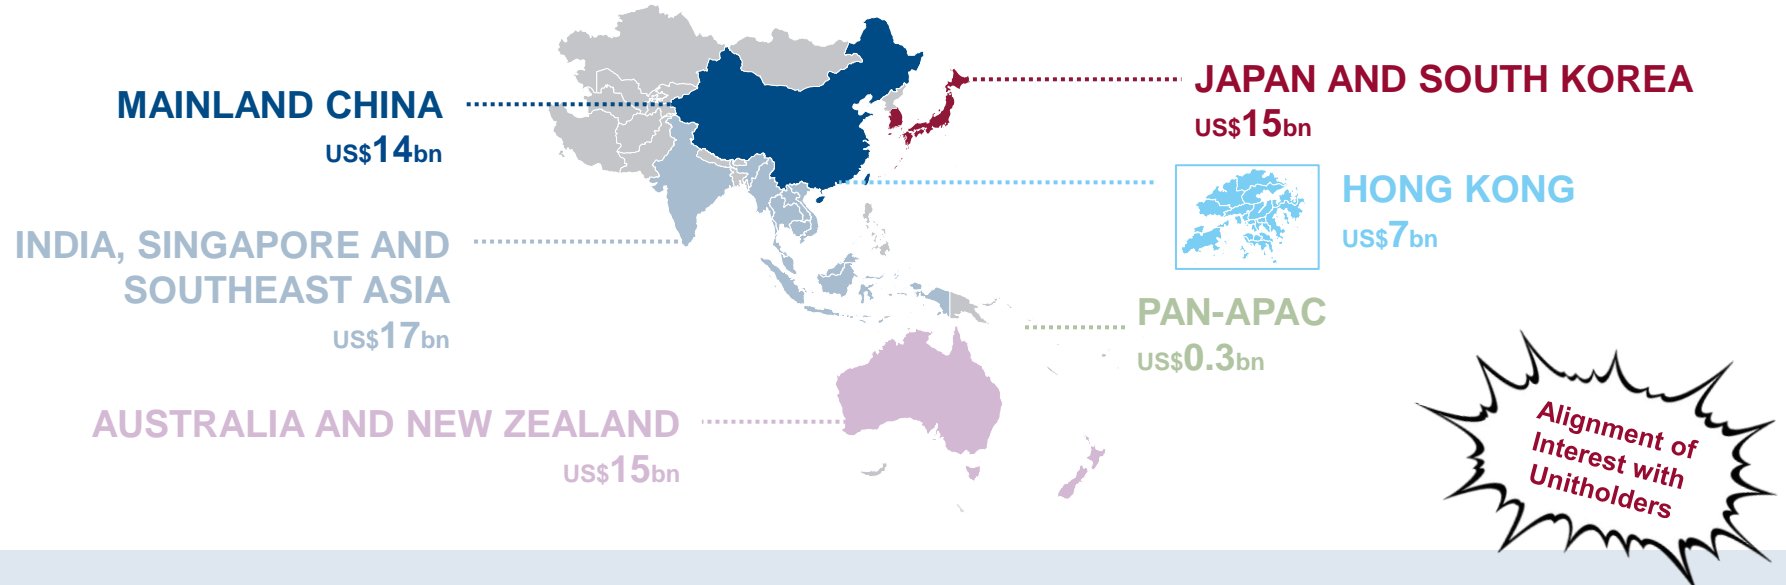 MAINLAND CHINA
US$14bn
INDIA, SINGAPORE AND
SOUTHEAST ASIA
US$17bn
AUSTRALIA AND NEW ZEALAND
US$15bn
JAPAN AND SOUTH KOREA
US$15bn
HONG KONG
US$7bn
PAN-APAC
US$0.3bn
Alignment of
Interest with
Unitholders